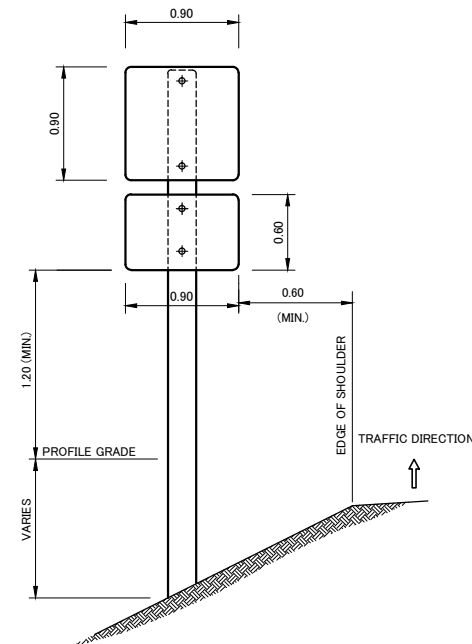 0.90
0.90
0.60
0.90
0.60
(MIN.)
1.20 (MIN.)
EDGE OF SHOULDER
PROFILE GRADE
TRAFFIC DIRECTION
VARIES